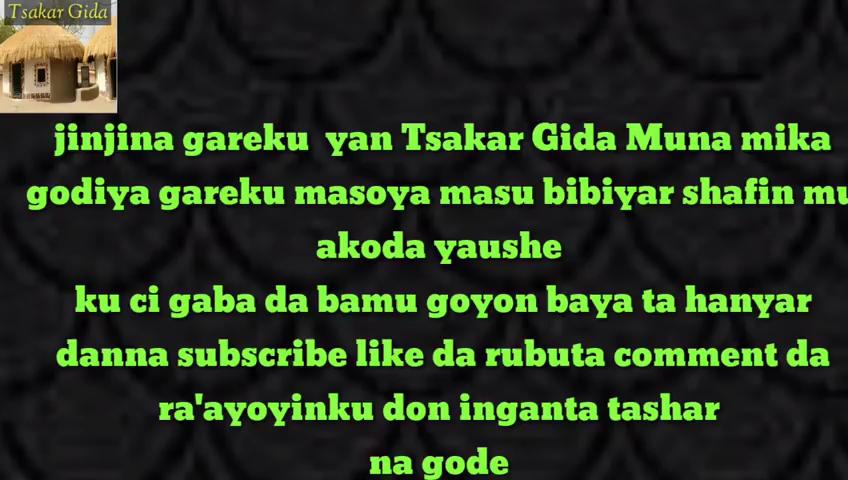 Tsakar Gida
jinjina gareku yan Tsakar Gida Muna mika
godiya gareku masoya masu bibiyar shafin mu
akoda yaushe
ku ci gaba da bamu goyon baya ta hanyar
danna subscribe like da rubuta comment da
ra'ayoyinku don inganta tashar
na gode